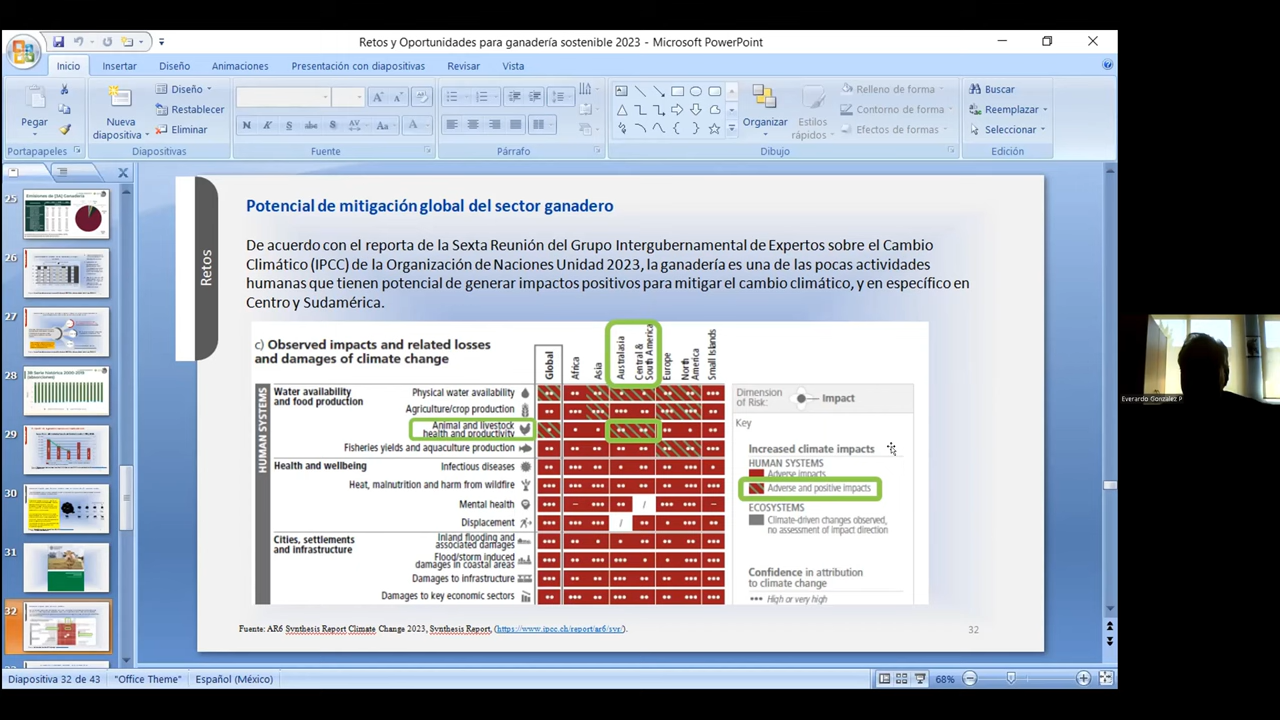 Retos y Oportunidades para ganadería sostenible 2023 - Microsoft PowerPoint
Inicio Insertar Diseño Animaciones Presentación con diapositivas Revisar Vista
Pegar
Portapapeles
Nueva diapositiva
Diseño
Restablecer
Eliminar
Diapositivas
N K S abc AV Aa A
Fuente
Párrafo
Organizar
Estilos rápidos
Relleno de forma
Contorno de forma
Efectos de formas
Dibujo
Buscar
Reemplazar
Seleccionar
Edición
25
26
27
28
29
30
31
32
Retos
Potencial de mitigación global del sector ganadero
De acuerdo con el reporta de la Sexta Reunión del Grupo Intergubernamental de Expertos sobre el Cambio
Climático (IPCC) de la Organización de Naciones Unidad 2023, la ganadería es una de las pocas actividades
humanas que tienen potencial de generar impactos positivos para mitigar el cambio climático, y en específico en
Centro y Sudamérica.
c) Observed impacts and related losses
and damages of climate change
Global
Africa
Asia
Australasia
Central & South America
Europe
North America
Small Islands
HUMAN SYSTEMS
Water availability
and food production
Physical water availability
Agriculture/crop production
Animal and livestock
health and productivity
Fisheries yields and aquaculture production
Health and wellbeing
Infectious diseases
Heat, malnutrition and harm from wildfire
Mental health
Displacement
Cities, settlements
and infrastructure
Inland flooding and
associated damages
Flood/storm induced
damages in coastal areas
Damages to infrastructure
Damages to key economic sectors
Dimension
of Risk: Impact
Key
Increased climate impacts
HUMAN SYSTEMS
Adverse impacts
Adverse and positive impacts
ECOSYSTEMS
Climate-driven changes observed,
no assessment of impact direction
Confidence in attribution
to climate change
••• High or very high
Fuente: AR6 Synthesis Report Climate Change 2023, Synthesis Report, (https://www.ipcc.ch/report/ar6/syr/).
32
Diapositiva 32 de 43 "Office Theme" Español (México) 68%
Everardo Gonzalez P